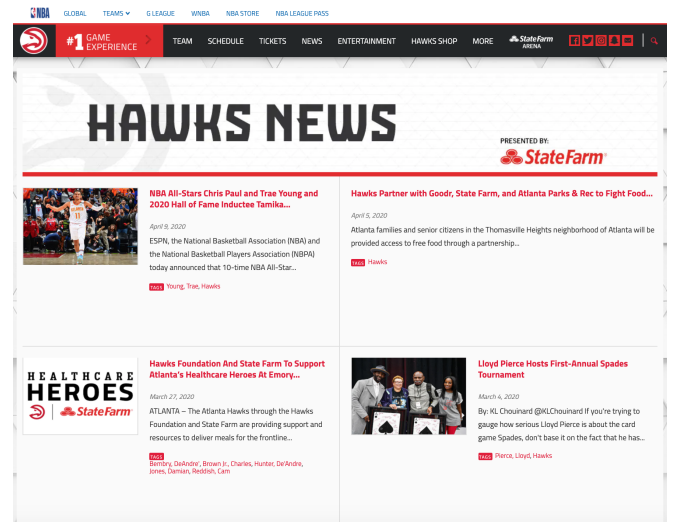 NBA GLOBAL TEAMS G LEAGUE WNBA NBA STORE NBA LEAGUE PASS
#1 GAME EXPERIENCE TEAM SCHEDULE TICKETS NEWS ENTERTAINMENT HAWKS SHOP MORE State Farm ARENA
HAWKS NEWS
PRESENTED BY:
State Farm
NBA All-Stars Chris Paul and Trae Young and
2020 Hall of Fame Inductee Tamika...
April 9, 2020
ESPN, the National Basketball Association (NBA) and
the National Basketball Players Association (NBPA)
today announced that 10-time NBA All-Star...
TAGS Young, Trae, Hawks
Hawks Partner with Goodr, State Farm, and Atlanta Parks & Rec to Fight Food...
April 5, 2020
Atlanta families and senior citizens in the Thomasville Heights neighborhood of Atlanta will be
provided access to free food through a partnership...
TAGS Hawks
HEALTHCARE
HEROES
State Farm
Hawks Foundation And State Farm To Support
Atlanta's Healthcare Heroes At Emory...
March 27, 2020
ATLANTA – The Atlanta Hawks through the Hawks
Foundation and State Farm are providing support and
resources to deliver meals for the frontline...
TAGS
Bembry, DeAndre', Brown Jr., Charles, Hunter, De'Andre,
Jones, Damian, Reddish, Cam
Lloyd Pierce Hosts First-Annual Spades
Tournament
March 4, 2020
By: KL Chouinard @KLChouinard If you're trying to
gauge how serious Lloyd Pierce is about the card
game Spades, don't base it on the fact that he has...
TAGS Pierce, Lloyd, Hawks